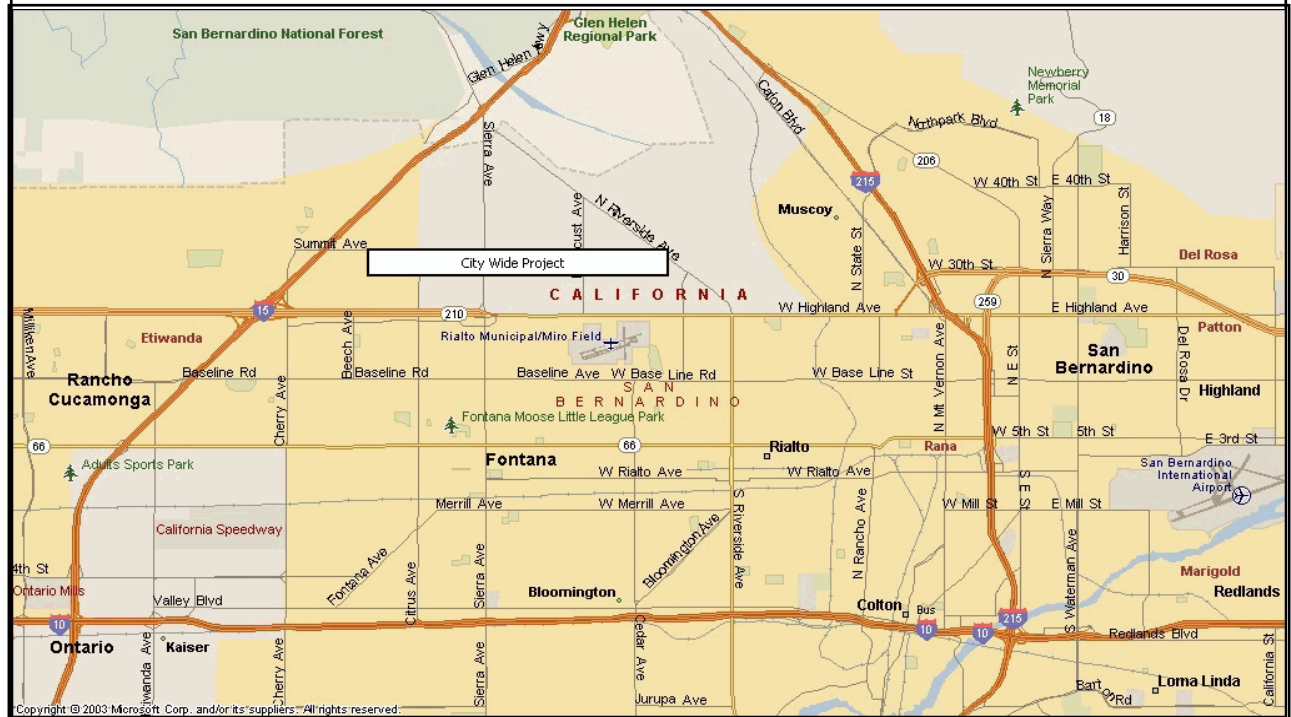 San Bernardino National Forest
Glen Helen
Regional Park
Glen Helen Pkwy
Newberry
Memorial
Park
Cajon Blvd
18
Northpark Blvd
Sierra Ave
206
215
W 40th St
E 40th St
N Riverside Ave
Muscoy
Harrison St
N Sierra Way
Summit Ave
ocust Ave
N State St
City Wide Project
W 30th St
Del Rosa
30
CALIFORNIA
259
15
210
W Highland Ave
E Highland Ave
Milliken Ave
Etiwanda
Beech Ave
Rialto Municipal/Miro Field
N Mt Vernon Ave
Patton
N E St
San
Bernardino
Del Rosa Dr
Rancho
Cucamonga
Baseline Rd
Baseline Rd
Baseline Ave
W Base Line Rd
W Base Line St
Cherry Ave
SAN
BERNARDINO
Highland
Fontana Moose Little League Park
66
66
Rialto
Rana
W 5th St
5th St
E 3rd St
Adults Sports Park
Fontana
W Rialto Ave
W Rialto Ave
San Bernardino
International
Airport
S E St
Merrill Ave
W Merrill Ave
S Riverside Ave
W Mill St
E Mill St
California Speedway
Bloomington Ave
N Rancho Ave
S Waterman Ave
4th St
Fontana Ave
Citrus Ave
Sierra Ave
Marigold
Ontario Mills
Valley Blvd
Bloomington
Colton
Bus
Redlands
10
10
10
215
Redlands Blvd
Ontario
Kaiser
Etiwanda Ave
Cherry Ave
Sierra Ave
Cedar Ave
California St
Barton Rd
Loma Linda
Jurupa Ave
Copyright © 2003 Microsoft Corp. and/or its suppliers. All rights reserved.